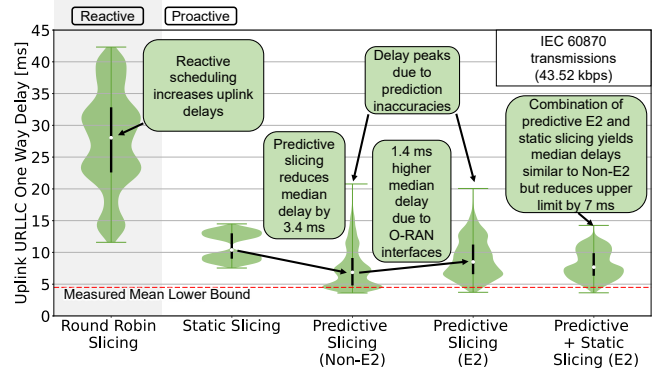 Reactive
Proactive
Uplink URLLC One Way Delay [ms]
45
40
35
30
25
20
15
10
5
0
Reactive
scheduling
increases uplink
delays
Predictive
slicing
reduces
median
delay by
3.4 ms
Delay peaks
due to
prediction
inaccuracies
1.4 ms
higher
median
delay
due to
O-RAN
interfaces
IEC 60870
transmissions
(43.52 kbps)
Combination of
predictive E2 and
static slicing yields
median delays
similar to Non-E2
but reduces upper
limit by 7 ms
Measured Mean Lower Bound
Round Robin
Slicing
Static Slicing
Predictive
Slicing
(Non-E2)
Predictive
Slicing
(E2)
Predictive
+ Static
Slicing (E2)